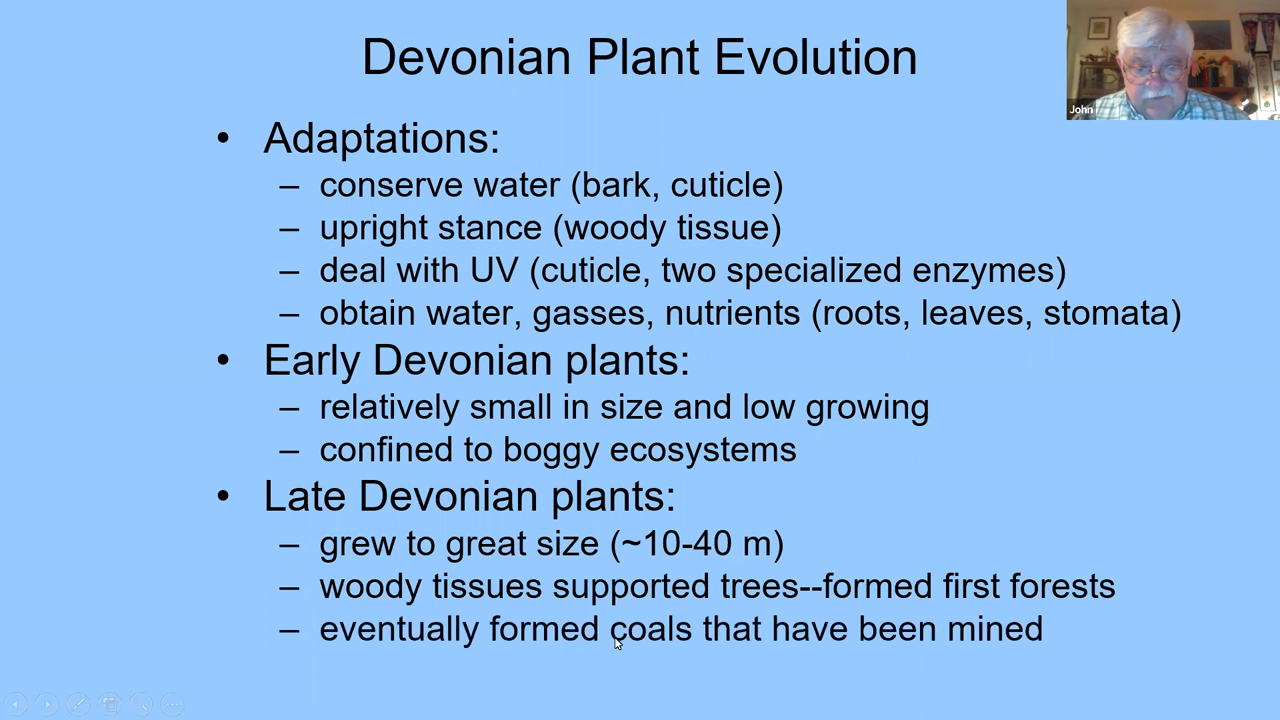 Devonian Plant Evolution
John
• Adaptations:
– conserve water (bark, cuticle)
– upright stance (woody tissue)
– deal with UV (cuticle, two specialized enzymes)
– obtain water, gasses, nutrients (roots, leaves, stomata)
• Early Devonian plants:
– relatively small in size and low growing
– confined to boggy ecosystems
• Late Devonian plants:
– grew to great size (~10-40 m)
– woody tissues supported trees--formed first forests
– eventually formed coals that have been mined